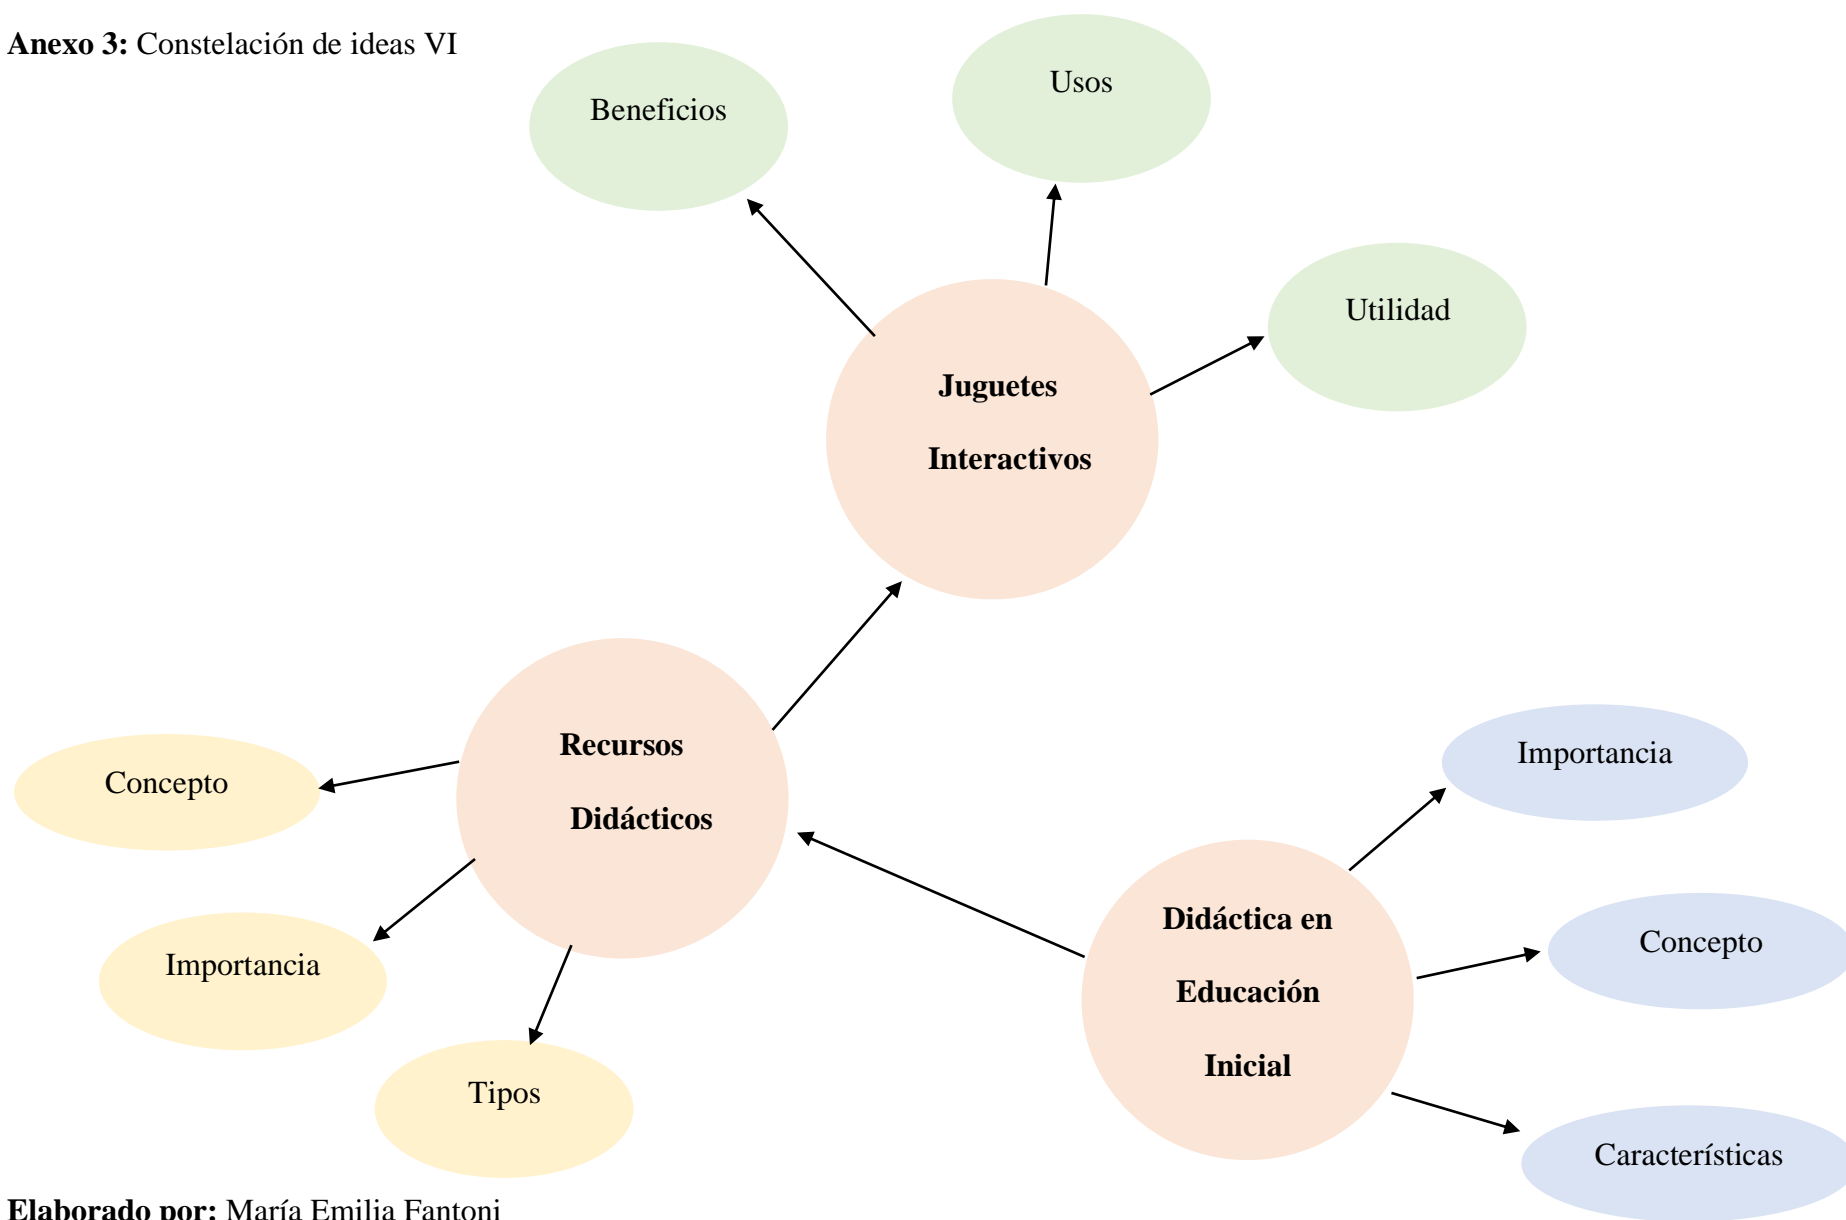 Anexo 3: Constelación de ideas VI
Usos
Beneficios
Utilidad
Juguetes
Interactivos
Recursos
Didácticos
Concepto
Importancia
Tipos
Importancia
Didáctica en
Educación
Inicial
Concepto
Características
Elaborado por: María Emilia Fantoni